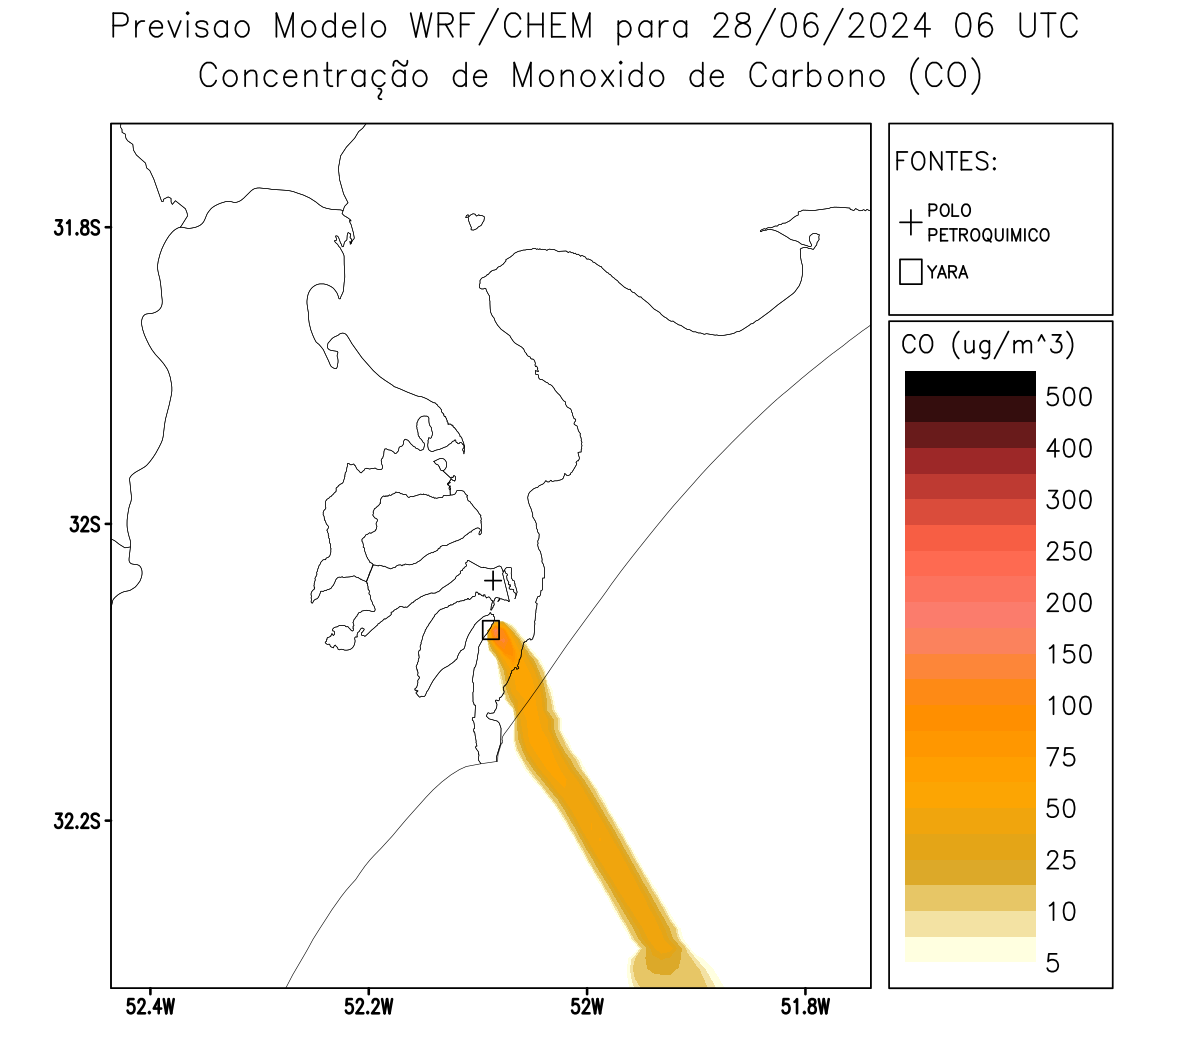 Previsao Modelo WRF/CHEM para 28/06/2024 06 UTC
Concentração de Monoxido de Carbono (CO)
FONTES:
POLO
PETROQUIMICO
YARA
CO (ug/m^3)
500
400
300
250
200
150
100
75
50
25
10
5
31.8S
32S
32.2S
52.4W
52.2W
52W
51.8W